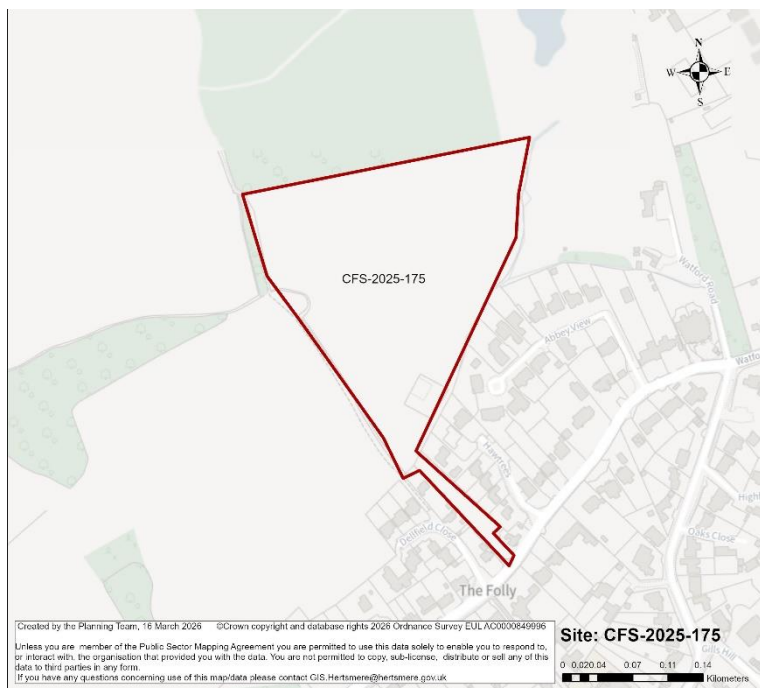 N
W E
S
CFS-2025-175
Watford Road
Abbey View
Hawtrees
Dellfield Close
Oaks Close
The Folly
Gills Hill
Created by the Planning Team, 16 March 2026 ©Crown copyright and database rights 2026 Ordnance Survey EUL AC0000849996
Unless you are member of the Public Sector Mapping Agreement you are permitted to use this data solely to enable you to respond to,
or interact with, the organisation that provided you with the data. You are not permitted to copy, sub-license, distribute or sell any of this
data to third parties in any form.
If you have any questions concerning use of this map/data please contact GIS.Hertsmere@hertsmere.gov.uk
Site: CFS-2025-175
0 0.020.04 0.07 0.11 0.14
Kilometers